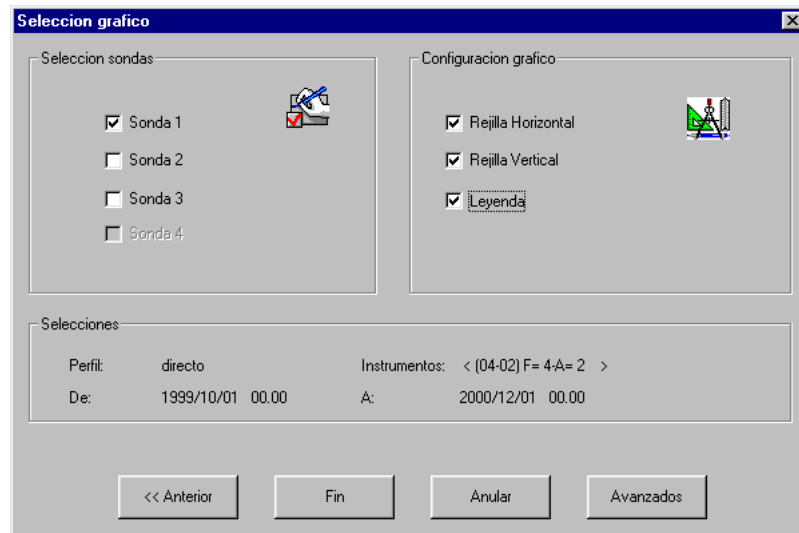 Seleccion grafico
Seleccion sondas
Sonda 1
Sonda 2
Sonda 3
Sonda 4
Configuracion grafico
Rejilla Horizontal
Rejilla Vertical
Leyenda
Selecciones
Perfil: directo Instrumentos: < (04-02) F= 4-A= 2 >
De: 1999/10/01 00.00 A: 2000/12/01 00.00
<< Anterior Fin Anular Avanzados